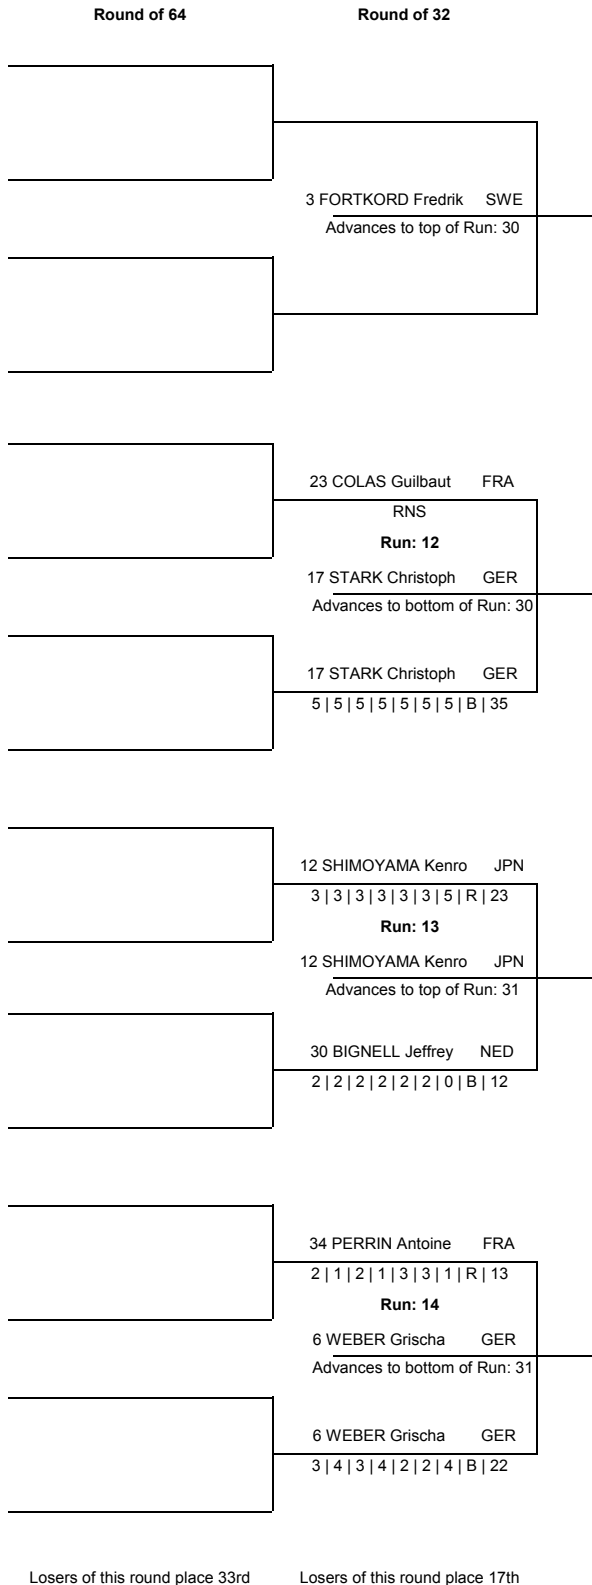 Round of 64 Round of 32
3 FORTKORD Fredrik SWE
Advances to top of Run: 30
23 COLAS Guilbaut FRA
RNS
Run: 12
17 STARK Christoph GER
Advances to bottom of Run: 30
17 STARK Christoph GER
5 | 5 | 5 | 5 | 5 | 5 | 5 | B | 35
12 SHIMOYAMA Kenro JPN
3 | 3 | 3 | 3 | 3 | 3 | 5 | R | 23
Run: 13
12 SHIMOYAMA Kenro JPN
Advances to top of Run: 31
30 BIGNELL Jeffrey NED
2 | 2 | 2 | 2 | 2 | 2 | 0 | B | 12
34 PERRIN Antoine FRA
2 | 1 | 2 | 1 | 3 | 3 | 1 | R | 13
Run: 14
6 WEBER Grischa GER
Advances to bottom of Run: 31
6 WEBER Grischa GER
3 | 4 | 3 | 4 | 2 | 2 | 4 | B | 22
Losers of this round place 33rd Losers of this round place 17th